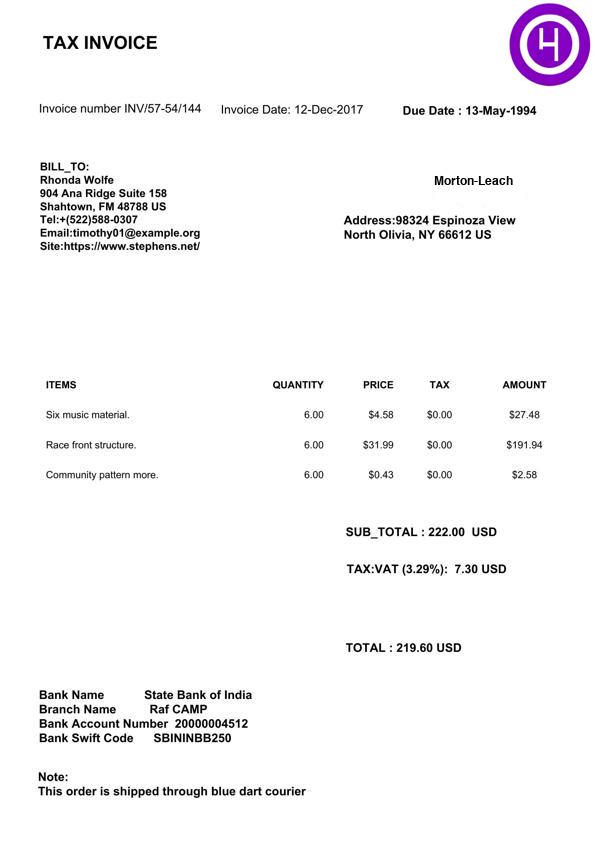 TAX INVOICE
Invoice number INV/57-54/144 Invoice Date: 12-Dec-2017 Due Date : 13-May-1994
BILL_TO:
Rhonda Wolfe
904 Ana Ridge Suite 158
Shahtown, FM 48788 US
Tel:+(522)588-0307
Email:timothy01@example.org
Site:https://www.stephens.net/
Morton-Leach
Address:98324 Espinoza View
North Olivia, NY 66612 US
ITEMS QUANTITY PRICE TAX AMOUNT
Six music material. 6.00 $4.58 $0.00 $27.48
Race front structure. 6.00 $31.99 $0.00 $191.94
Community pattern more. 6.00 $0.43 $0.00 $2.58
SUB_TOTAL : 222.00 USD
TAX:VAT (3.29%): 7.30 USD
TOTAL : 219.60 USD
Bank Name State Bank of India
Branch Name Raf CAMP
Bank Account Number 20000004512
Bank Swift Code SBININBB250
Note:
This order is shipped through blue dart courier